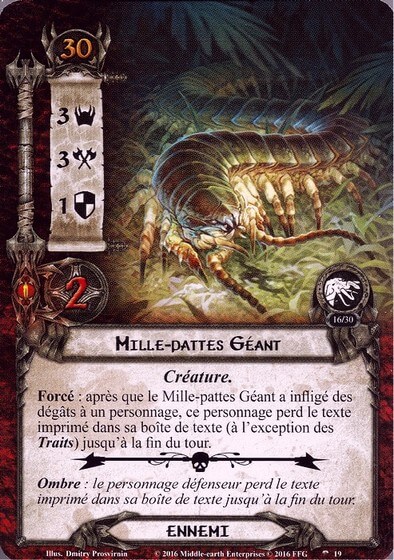 30
3
3
1
2
16/30
Mille-pattes Géant
Créature.
Forcé : après que le Mille-pattes Géant a infligé des
dégâts à un personnage, ce personnage perd le texte
imprimé dans sa boîte de texte (à l'exception des
Traits) jusqu'à la fin du tour.
Ombre : le personnage défenseur perd le texte
imprimé dans sa boîte de texte jusqu'à la fin du tour.
ENNEMI
Illus. Dmitry Prosvirnin © 2016 Middle-earth Enterprises © 2016 FFG 19